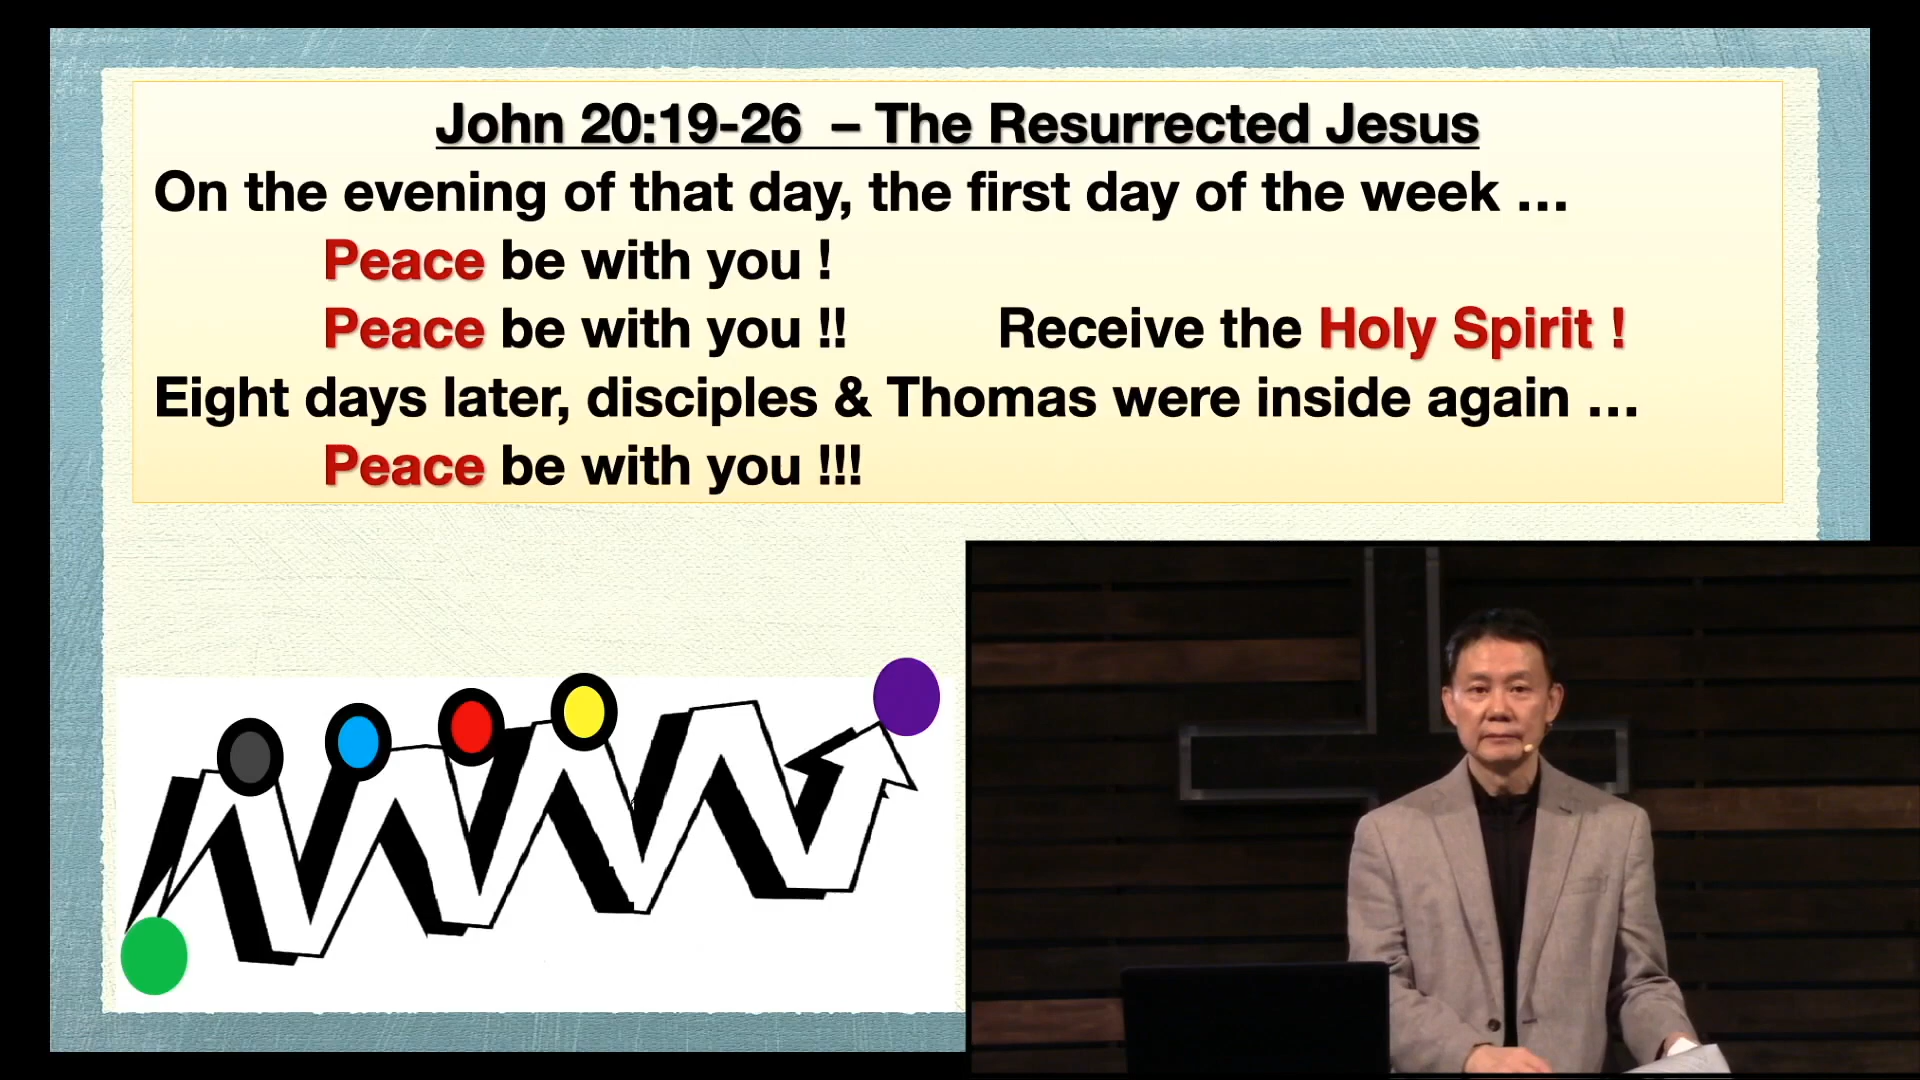 John 20:19-26 – The Resurrected Jesus
On the evening of that day, the first day of the week …
Peace be with you !
Peace be with you !! Receive the Holy Spirit !
Eight days later, disciples & Thomas were inside again …
Peace be with you !!!